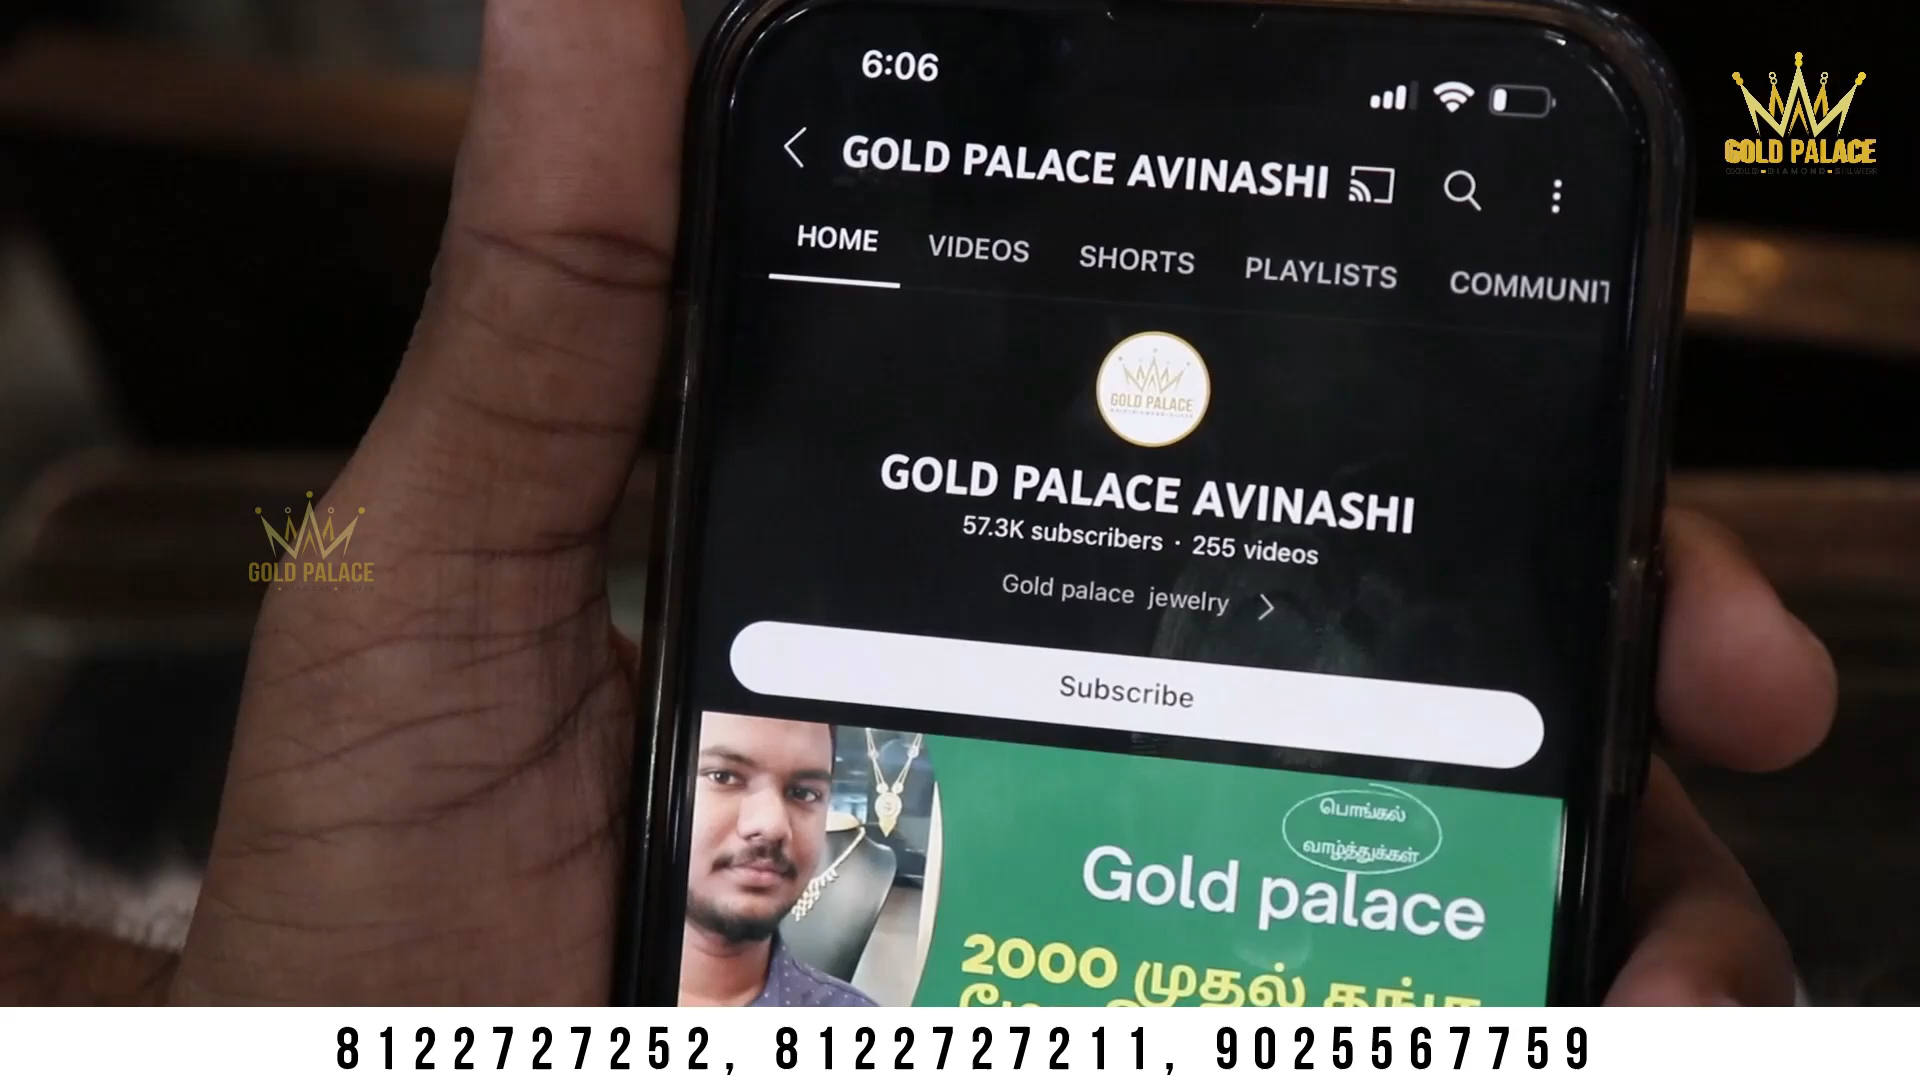 6:06
GOLD PALACE AVINASHI
HOME VIDEOS SHORTS PLAYLISTS COMMUNIT
GOLD PALACE
GOLD PALACE
GOLD PALACE AVINASHI
57.3K subscribers · 255 videos
Gold palace jewelry
GOLD PALACE
Subscribe
பொங்கல்
வாழ்த்துக்கள்
Gold palace
2000 முதல் தங்க
8122727252, 8122727211, 9025567759